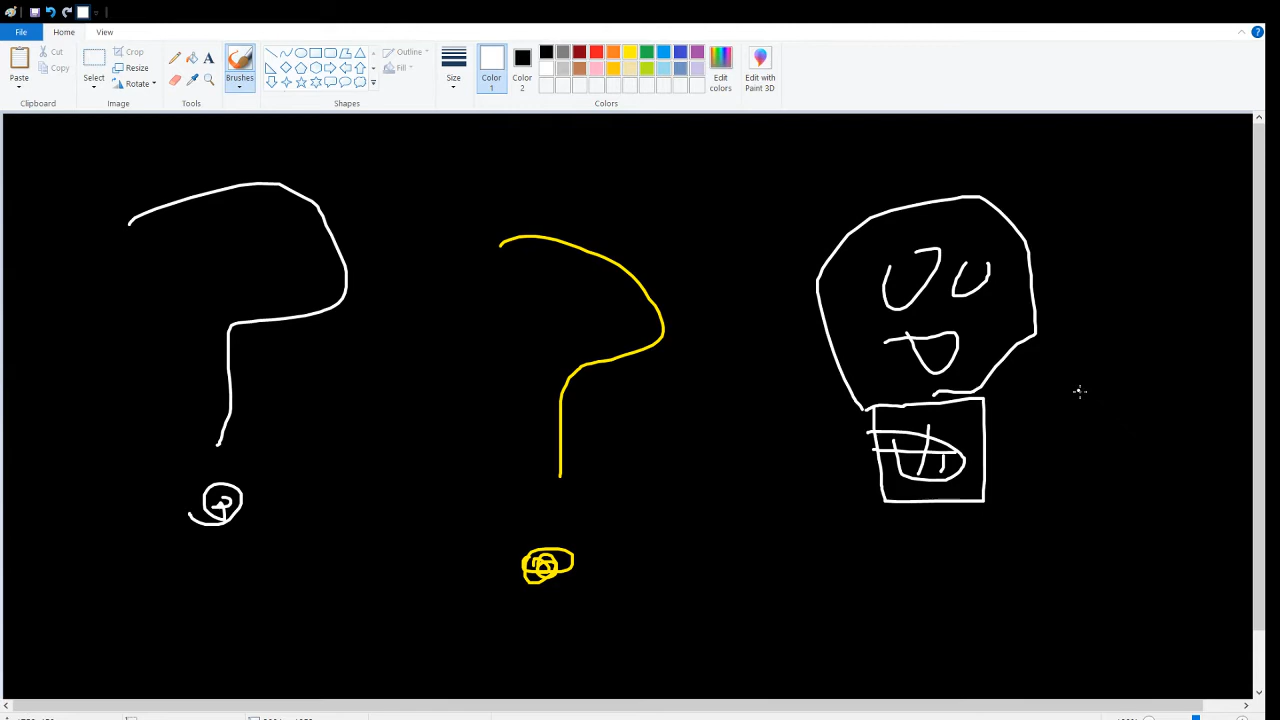 File
Home
View
Paste
Cut
Copy
Clipboard
Select
Crop
Resize
Rotate
Image
Tools
Brushes
Shapes
Outline
Fill
Size
Color
1
Color
2
Edit
colors
Colors
Edit with
Paint 3D
?
?